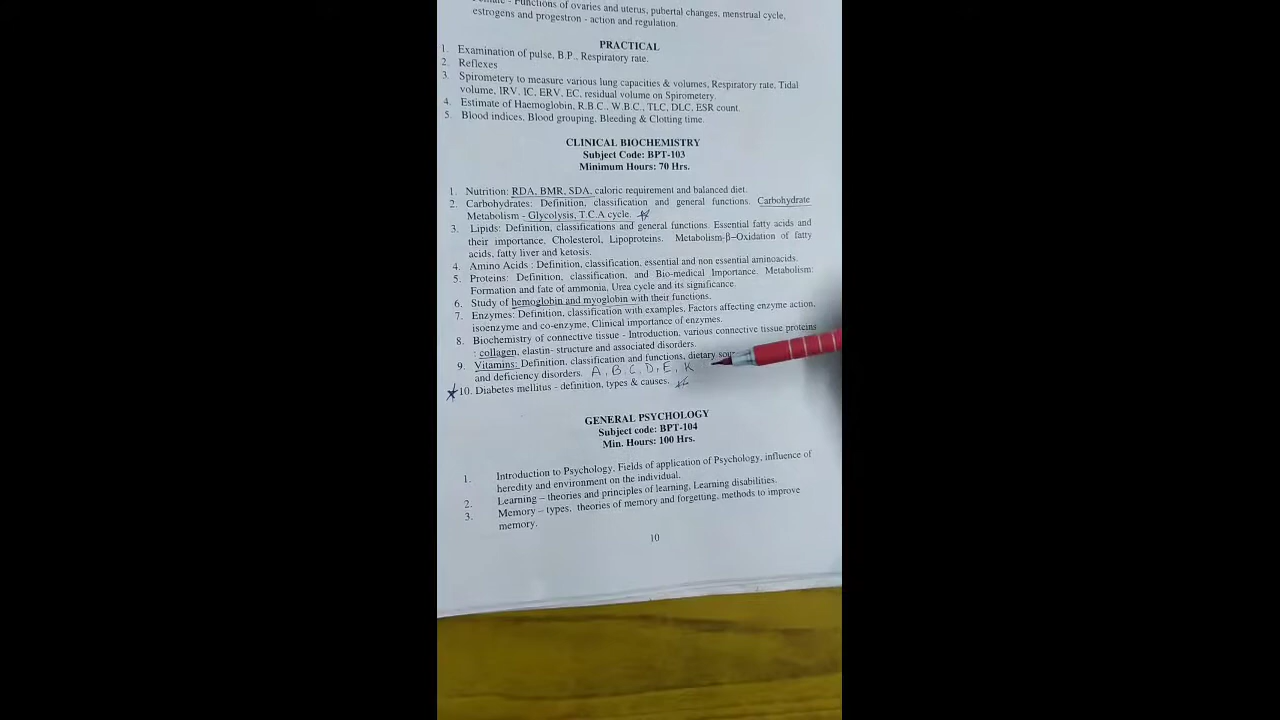 Functions of ovaries and uterus, pubertal changes, menstrual cycle,
estrogens and progestron - action and regulation.
PRACTICAL
1. Examination of pulse, B.P., Respiratory rate.
2. Reflexes
3. Spirometery to measure various lung capacities & volumes, Respiratory rate, Tidal
volume, IRV, IC, ERV, EC, residual volume on Spirometery.
4. Estimate of Haemoglobin, R.B.C., W.B.C., TLC, DLC, ESR count.
5. Blood indices, Blood grouping, Bleeding & Clotting time.
CLINICAL BIOCHEMISTRY
Subject Code: BPT-103
Minimum Hours: 70 Hrs.
1. Nutrition: RDA, BMR, SDA, caloric requirement and balanced diet.
2. Carbohydrates: Definition, classification and general functions. Carbohydrate
Metabolism - Glycolysis, T.C.A cycle.
3. Lipids: Definition, classifications and general functions. Essential fatty acids and
their importance, Cholesterol, Lipoproteins. Metabolism-β–Oxidation of fatty
acids, fatty liver and ketosis.
4. Amino Acids : Definition, classification, essential and non essential aminoacids.
5. Proteins: Definition, classification, and Bio-medical Importance. Metabolism:
Formation and fate of ammonia, Urea cycle and its significance.
6. Study of hemoglobin and myoglobin with their functions.
7. Enzymes: Definition, classification with examples, Factors affecting enzyme action,
isoenzyme and co-enzyme, Clinical importance of enzymes.
8. Biochemistry of connective tissue - Introduction, various connective tissue proteins
: collagen, elastin- structure and associated disorders.
9. Vitamins: Definition, classification and functions, dietary
and deficiency disorders. A, B, C, D, E, K
10. Diabetes mellitus - definition, types & causes.
GENERAL PSYCHOLOGY
Subject code: BPT-104
Min. Hours: 100 Hrs.
1. Introduction to Psychology, Fields of application of Psychology, influence of
heredity and environment on the individual.
2. Learning – theories and principles of learning, Learning disabilities.
3. Memory – types, theories of memory and forgetting, methods to improve
memory.
10